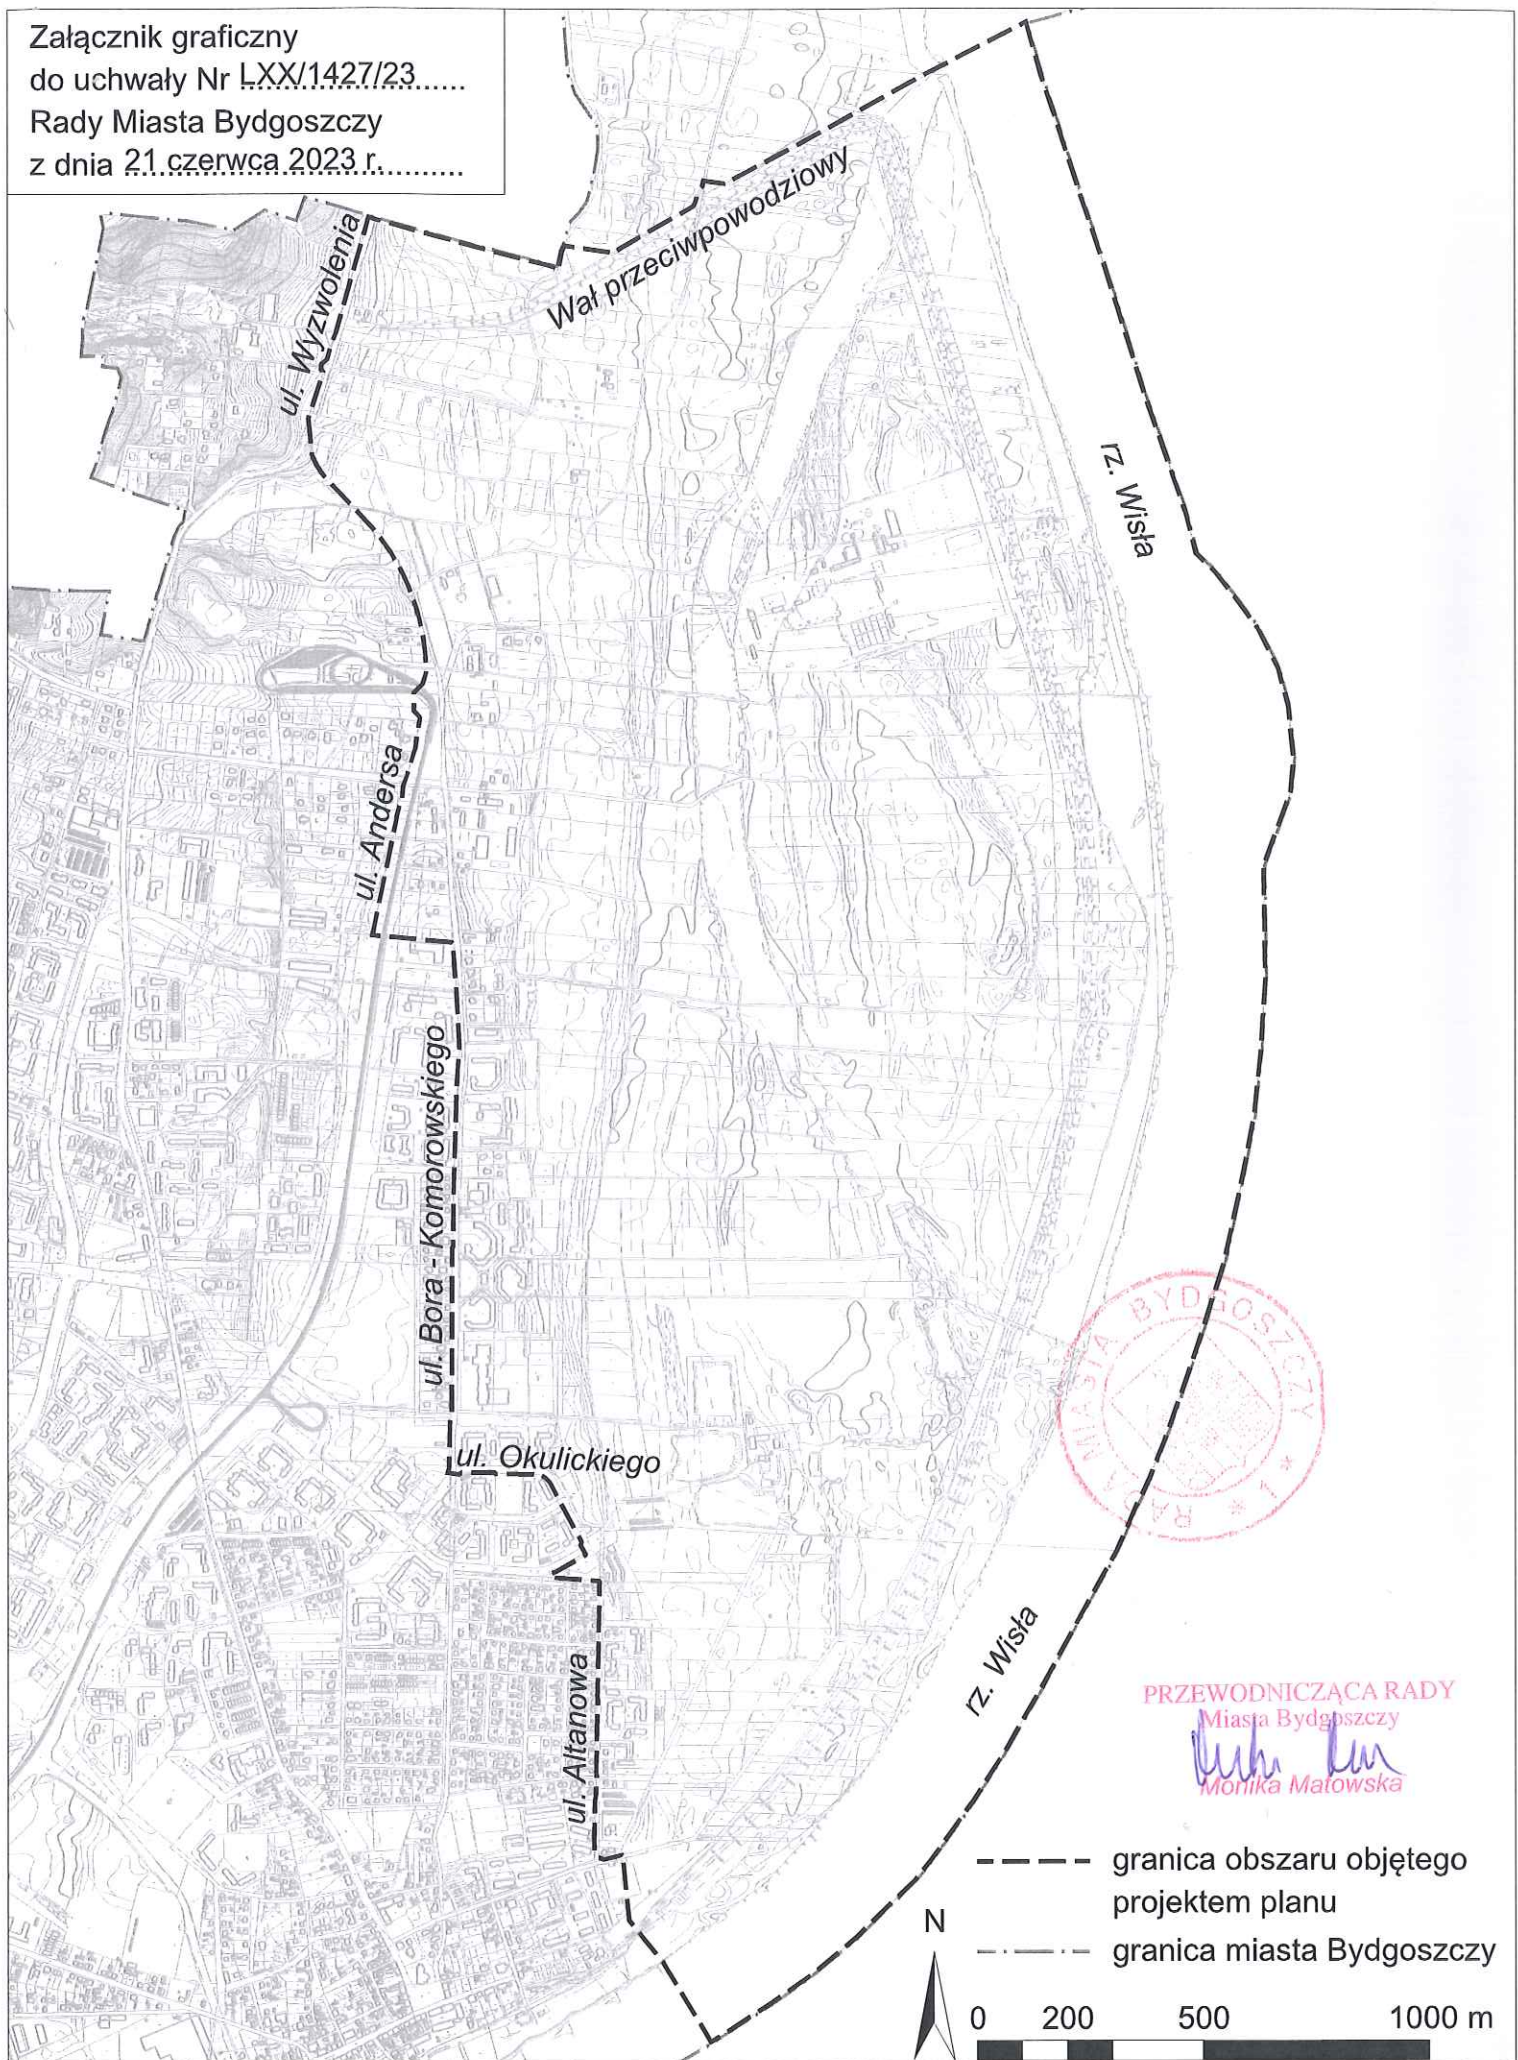 Załącznik graficzny
do uchwały Nr LXX/1427/23
Rady Miasta Bydgoszczy
z dnia 21 czerwca 2023 r.
ul. Wyzwolenia
Wał przeciwpowodziowy
rz. Wisła
ul. Andersa
ul. Bora - Komorowskiego
RADA MIASTA BYDGOSZCZY * 1 *
ul. Okulickiego
rz. Wisła
ul. Altanowa
PRZEWODNICZĄCA RADY
Miasta Bydgoszczy
Monika Matowska
granica obszaru objętego
projektem planu
N
granica miasta Bydgoszczy
0 200 500 1000 m